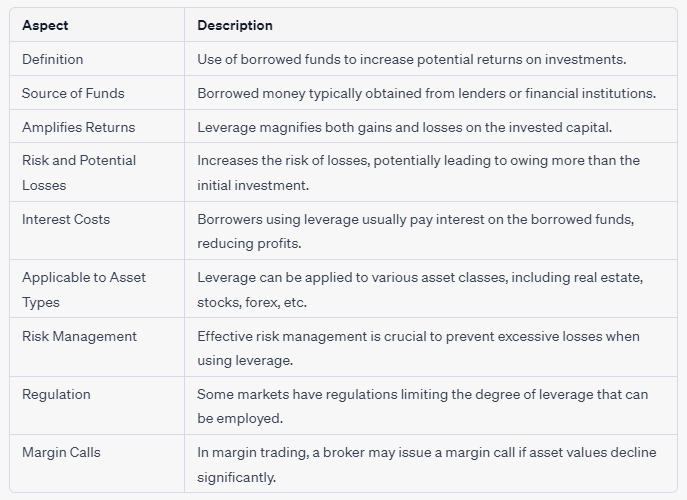 Aspect Description
Definition Use of borrowed funds to increase potential returns on investments.
Source of Funds Borrowed money typically obtained from lenders or financial institutions.
Amplifies Returns Leverage magnifies both gains and losses on the invested capital.
Risk and Potential Increases the risk of losses, potentially leading to owing more than the
Losses initial investment.
Interest Costs Borrowers using leverage usually pay interest on the borrowed funds,
reducing profits.
Applicable to Asset Leverage can be applied to various asset classes, including real estate,
Types stocks, forex, etc.
Risk Management Effective risk management is crucial to prevent excessive losses when
using leverage.
Regulation Some markets have regulations limiting the degree of leverage that can
be employed.
Margin Calls In margin trading, a broker may issue a margin call if asset values decline
significantly.